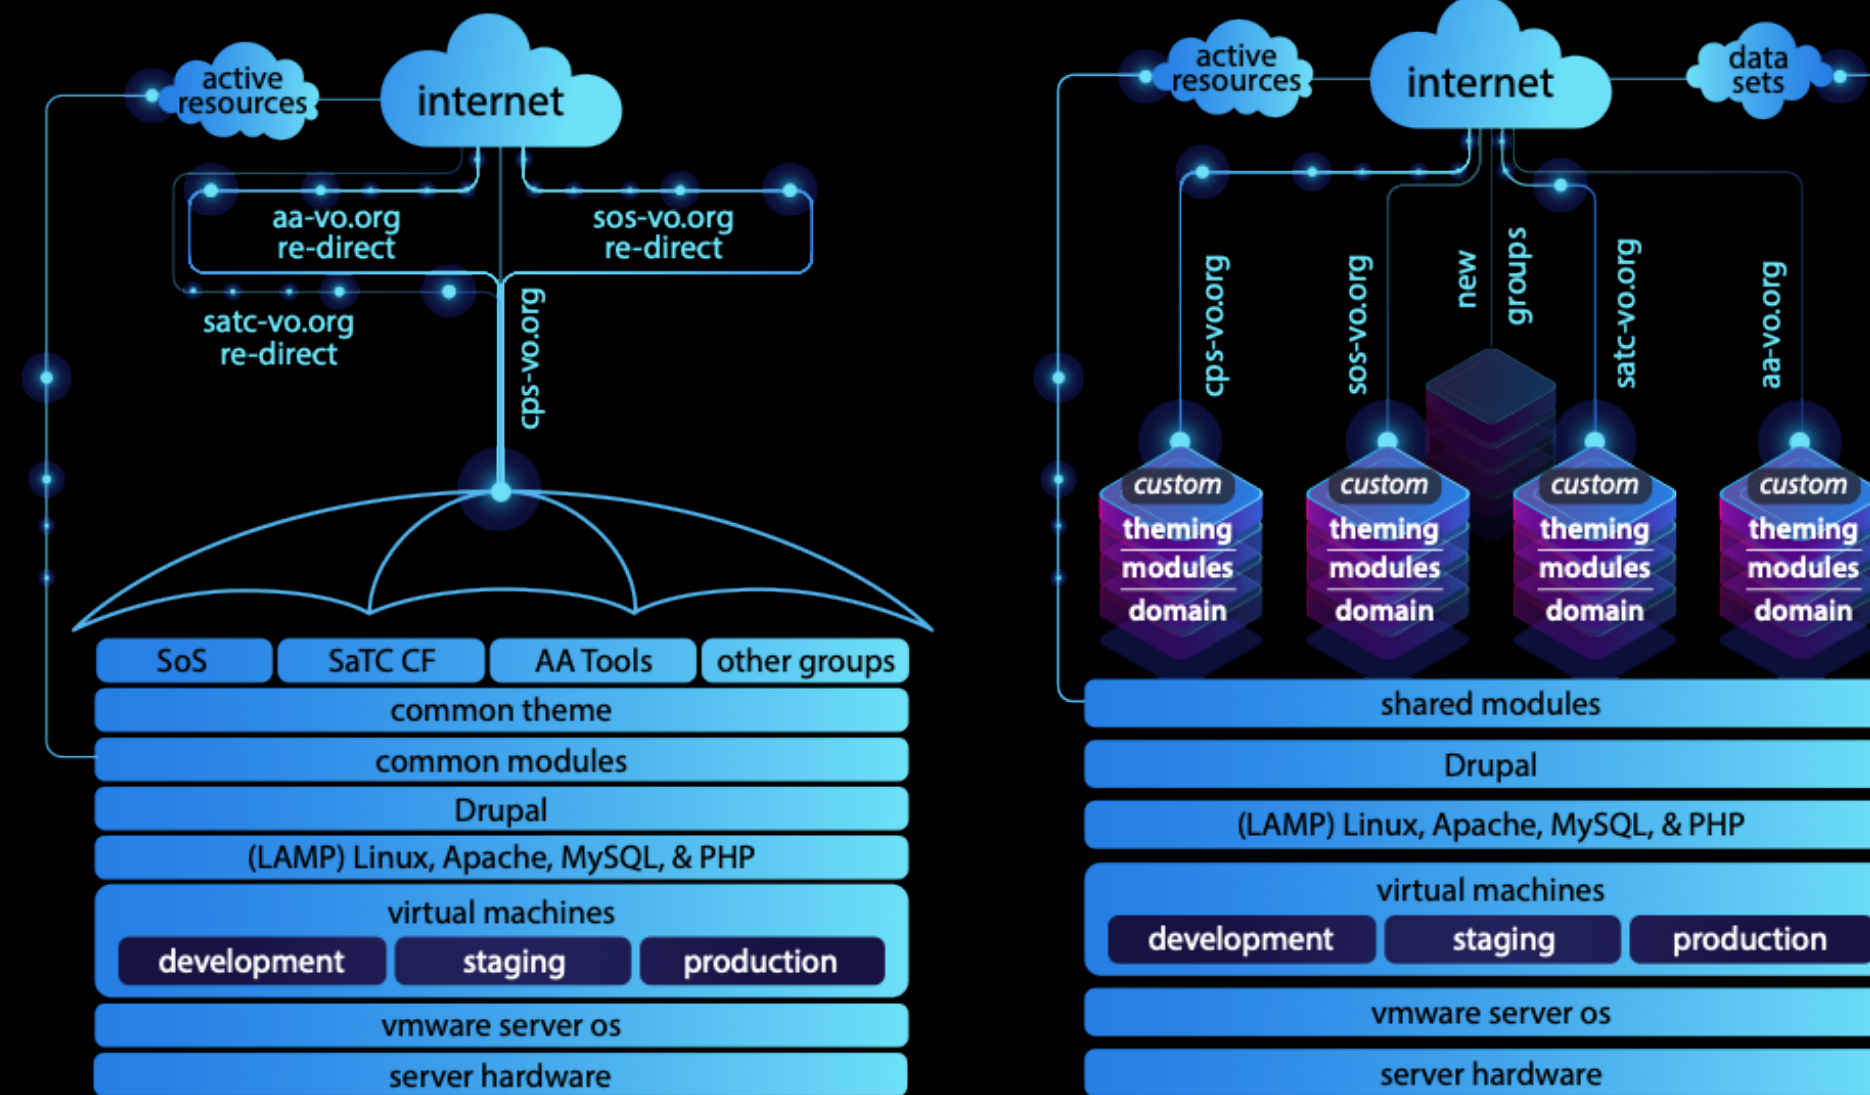 active
resources
internet
aa-vo.org
re-direct
sos-vo.org
re-direct
satc-vo.org
re-direct
cps-vo.org
SoS
SaTC CF
AA Tools
other groups
common theme
common modules
Drupal
(LAMP) Linux, Apache, MySQL, & PHP
virtual machines
development
staging
production
vmware server os
server hardware
active
resources
internet
data
sets
cps-vo.org
sos-vo.org
new
groups
satc-vo.org
aa-vo.org
custom
theming
modules
domain
custom
theming
modules
domain
custom
theming
modules
domain
custom
theming
modules
domain
shared modules
Drupal
(LAMP) Linux, Apache, MySQL, & PHP
virtual machines
development
staging
production
vmware server os
server hardware